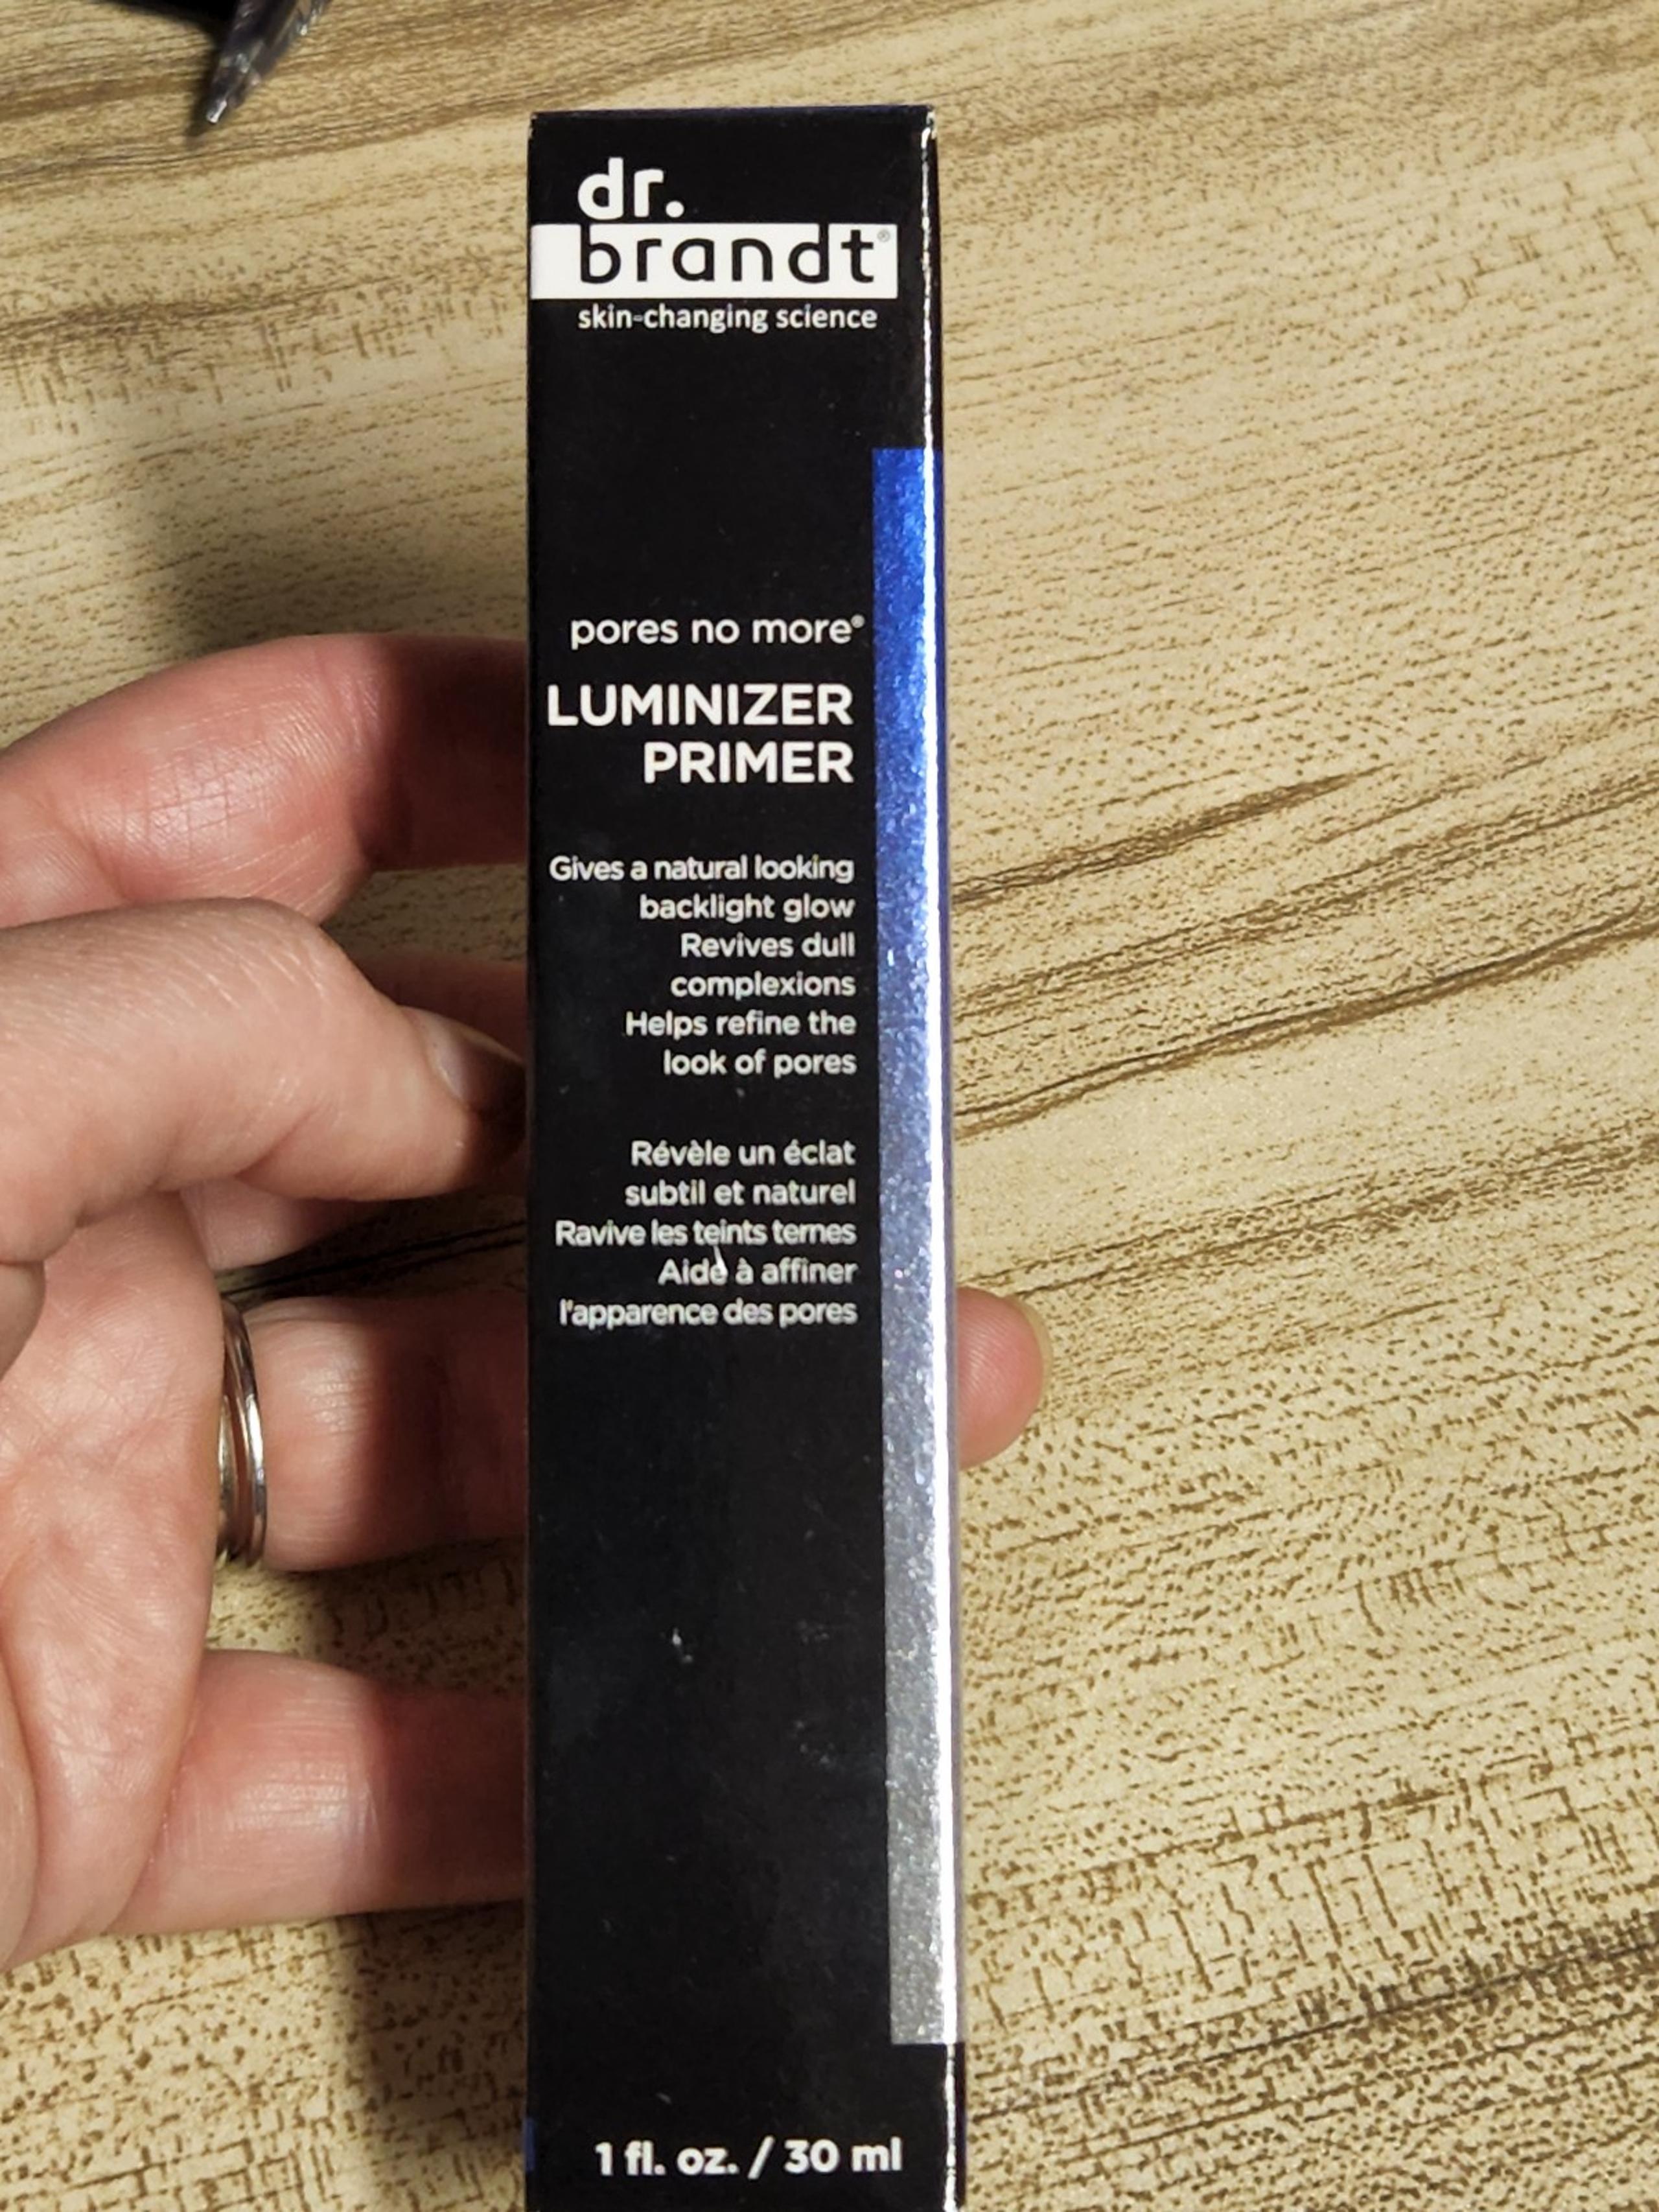 dr.
brandt®
skin-changing science
pores no more®
LUMINIZER
PRIMER
Gives a natural looking
backlight glow
Revives dull
complexions
Helps refine the
look of pores
Révèle un éclat
subtil et naturel
Ravive les teints ternes
Aide à affiner
l'apparence des pores
1 fl. oz. / 30 ml